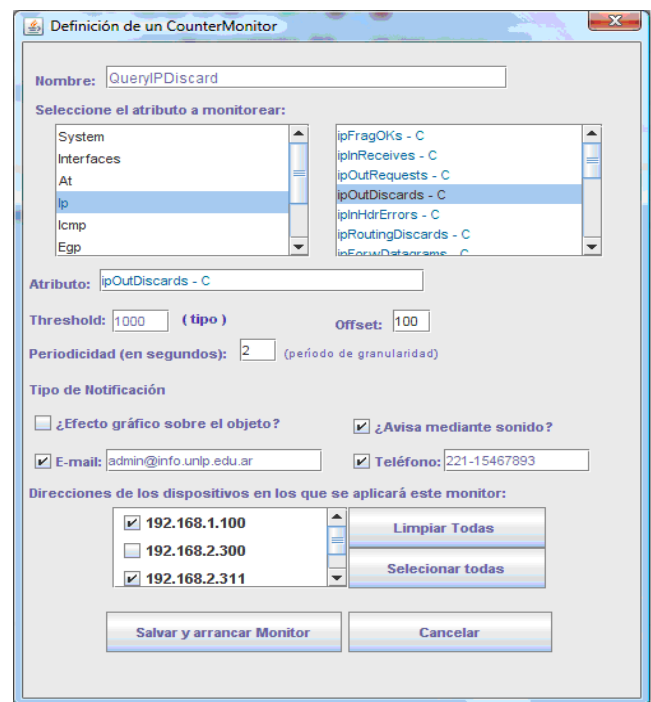 Definición de un CounterMonitor
Nombre: QueryIPDiscard
Seleccione el atributo a monitorear:
System
Interfaces
At
Ip
Icmp
Egp
ipFragOKs - C
ipInReceives - C
ipOutRequests - C
ipOutDiscards - C
ipInHdrErrors - C
ipRoutingDiscards - C
ipForwDatagrams C
Atributo: ipOutDiscards - C
Threshold: 1000 ( tipo ) Offset: 100
Periodicidad (en segundos): 2 (período de granularidad)
Tipo de Notificación
¿Efecto gráfico sobre el objeto? ¿Avisa mediante sonido?
E-mail: admin@info.unlp.edu.ar Teléfono: 221-15467893
Direcciones de los dispositivos en los que se aplicará este monitor:
192.168.1.100
192.168.2.300
192.168.2.311
Limpiar Todas
Selecionar todas
Salvar y arrancar Monitor Cancelar